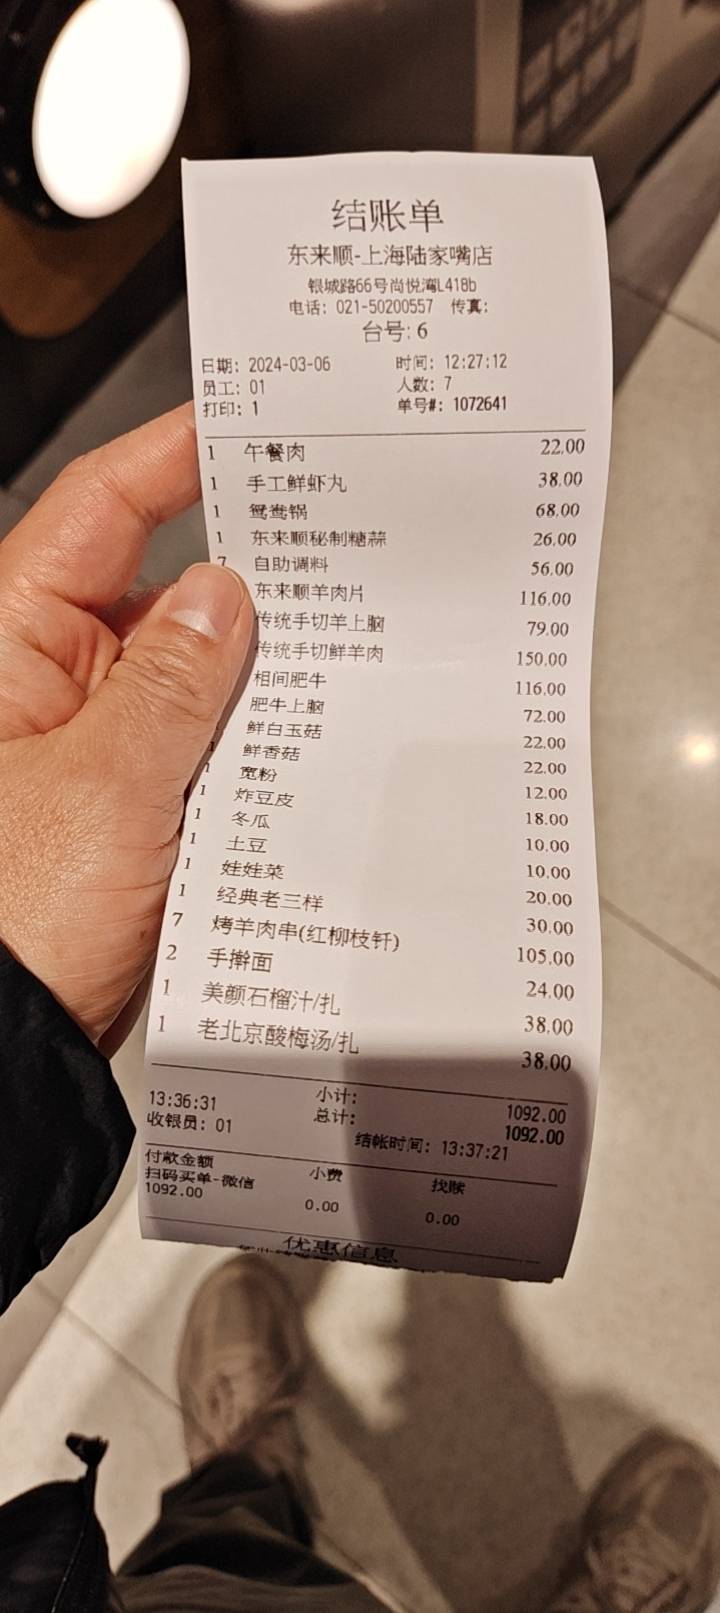 结账单
东来顺-上海陆家嘴店
银城路66号尚悦湾L418b
电话: 021-50200557 传真:
台号: 6
日期: 2024-03-06 时间: 12:27:12
员工: 01 人数: 7
打印: 1 单号#: 1072641
1 午餐肉 22.00
1 手工鲜虾丸 38.00
1 鸳鸯锅 68.00
1 东来顺秘制糖蒜 26.00
7 自助调料 56.00
东来顺羊肉片 116.00
传统手切羊上脑 79.00
传统手切鲜羊肉 150.00
相间肥牛 116.00
肥牛上脑 72.00
鲜白玉菇 22.00
1 鲜香菇 22.00
1 宽粉 12.00
1 炸豆皮 18.00
1 冬瓜 10.00
1 土豆 10.00
1 娃娃菜 20.00
1 经典老三样 30.00
7 烤羊肉串(红柳枝钎) 105.00
2 手擀面 24.00
1 美颜石榴汁/扎 38.00
1 老北京酸梅汤/扎 38.00
13:36:31 小计: 1092.00
收银员: 01 总计: 1092.00
结帐时间: 13:37:21
付款金额 小费 找赎
扫码买单-微信
1092.00 0.00 0.00
优惠信息